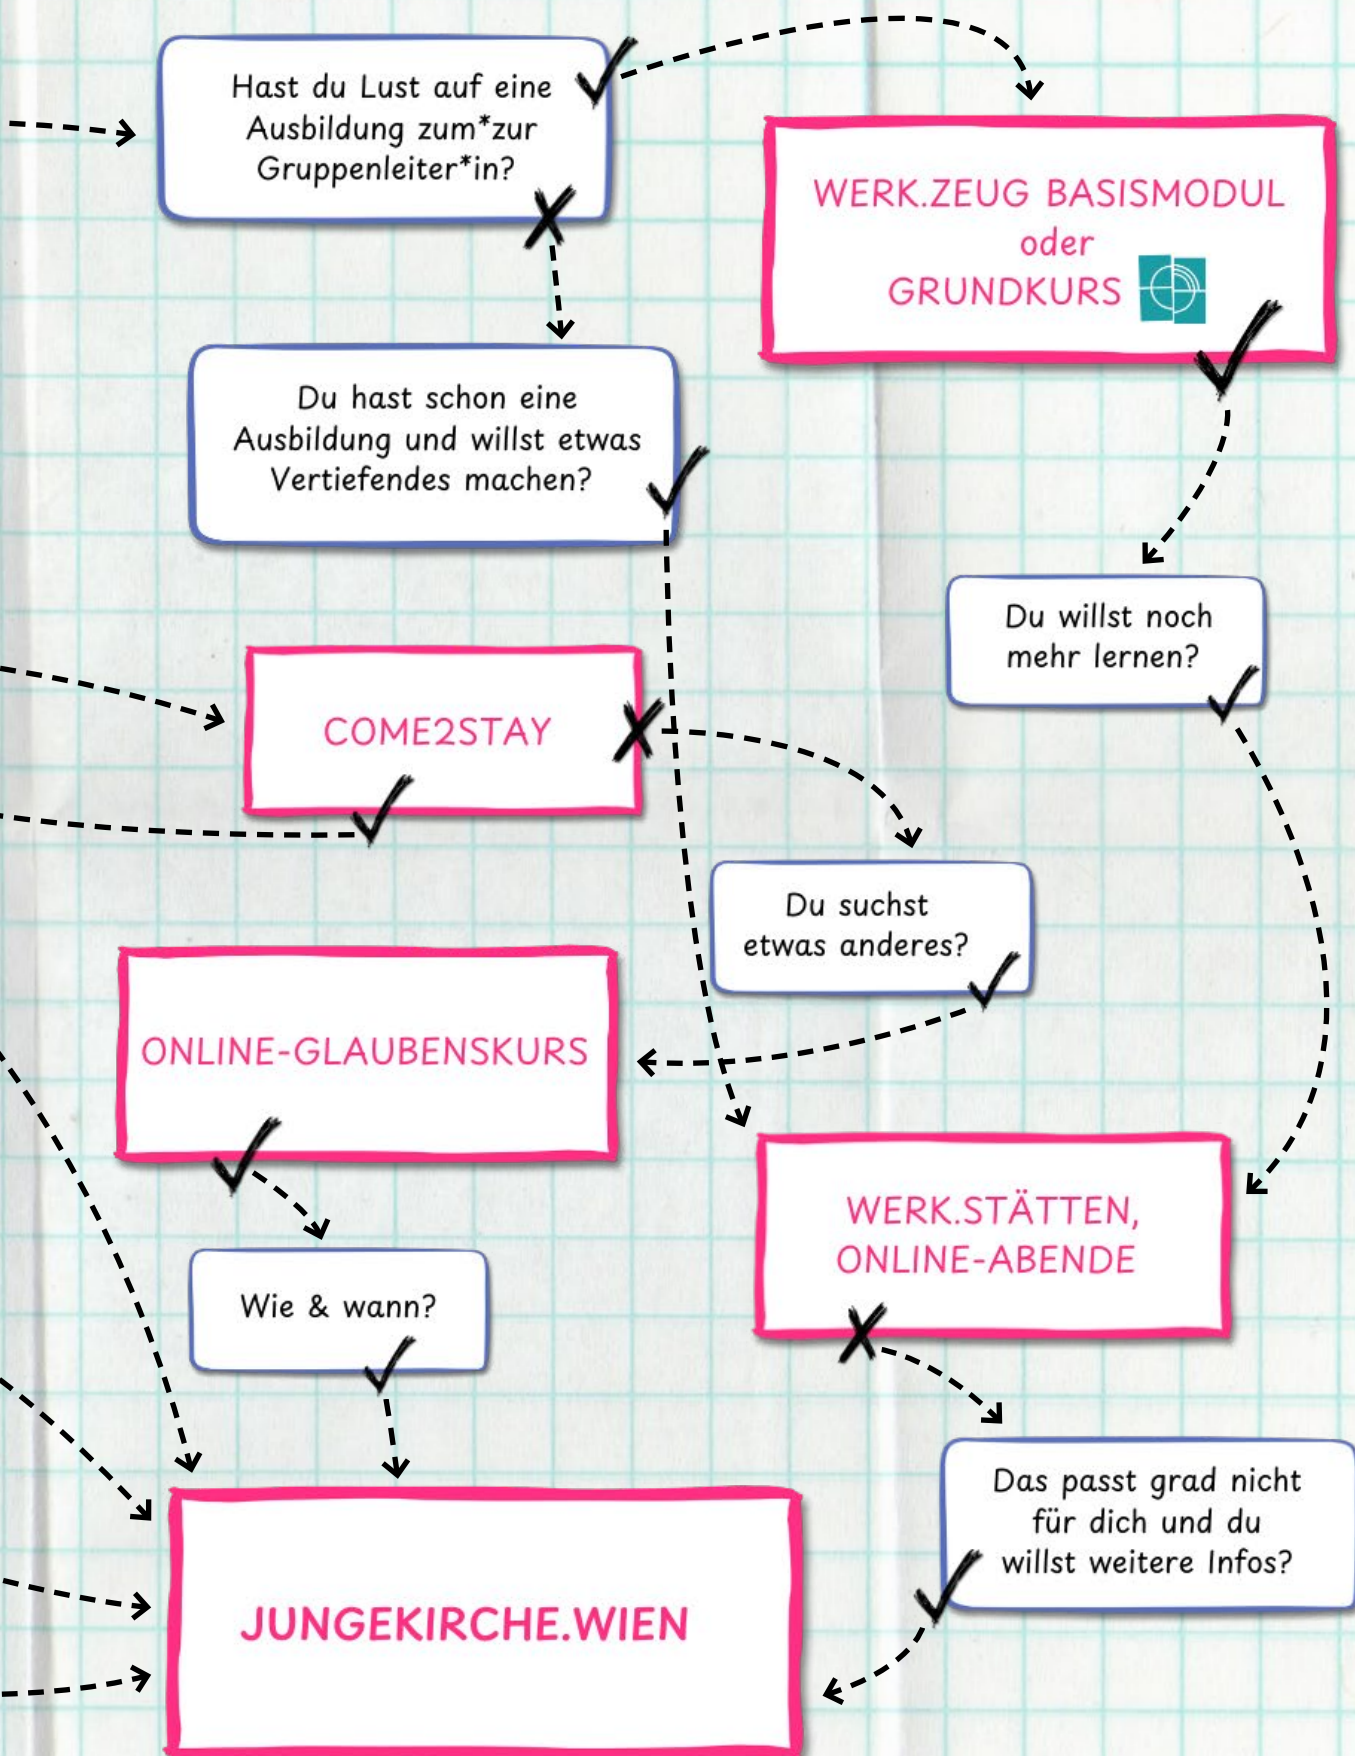 Hast du Lust auf eine
Ausbildung zum*zur
Gruppenleiter*in?
WERK.ZEUG BASISMODUL
oder
GRUNDKURS
Du hast schon eine
Ausbildung und willst etwas
Vertiefendes machen?
Du willst noch
mehr lernen?
COME2STAY
Du suchst
etwas anderes?
ONLINE-GLAUBENSKURS
WERK.STÄTTEN,
ONLINE-ABENDE
Wie & wann?
Das passt grad nicht
für dich und du
willst weitere Infos?
JUNGEKIRCHE.WIEN